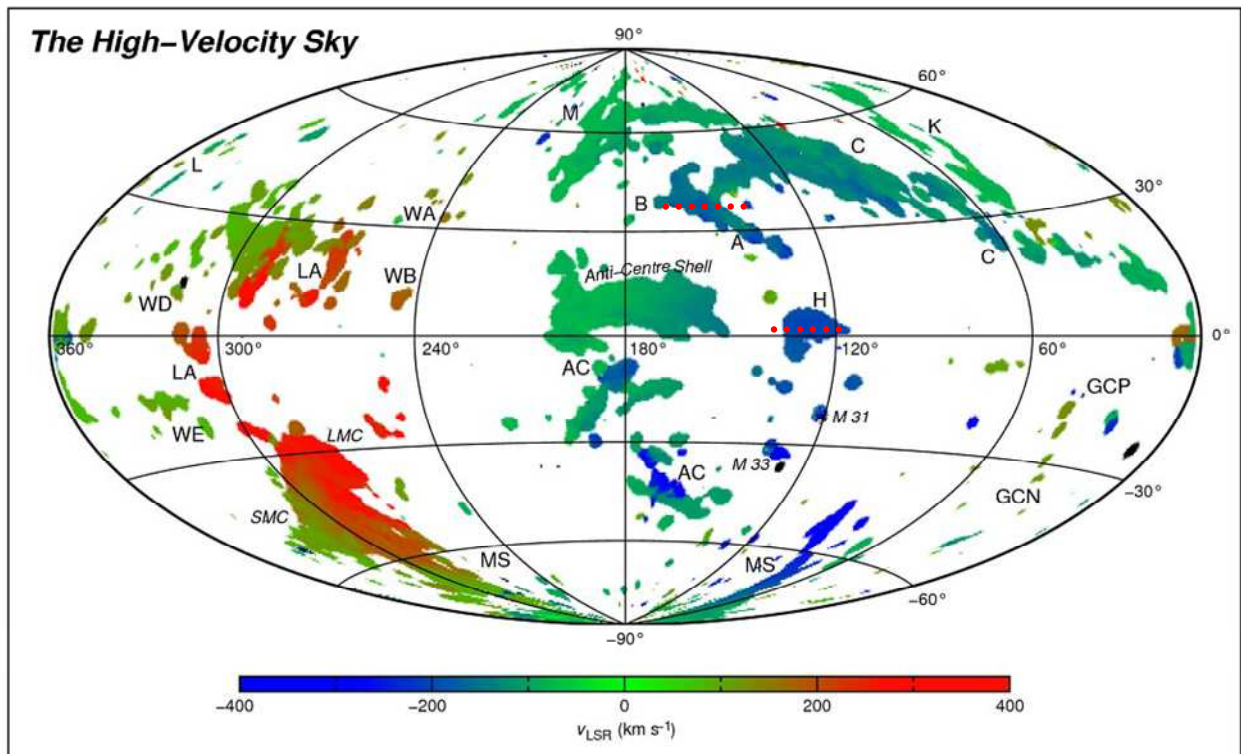 The High–Velocity Sky
90°
60°
M
K
C
L
30°
B
WA
A
C
LA
WB
Anti-Centre Shell
WD
H
0°
360°
300°
240°
180°
120°
60°
AC
LA
GCP
M 31
WE
LMC
M 33
AC
GCN
−30°
SMC
MS
MS
−60°
−90°
−400
−200
0
200
400
vLSR (km s-1)